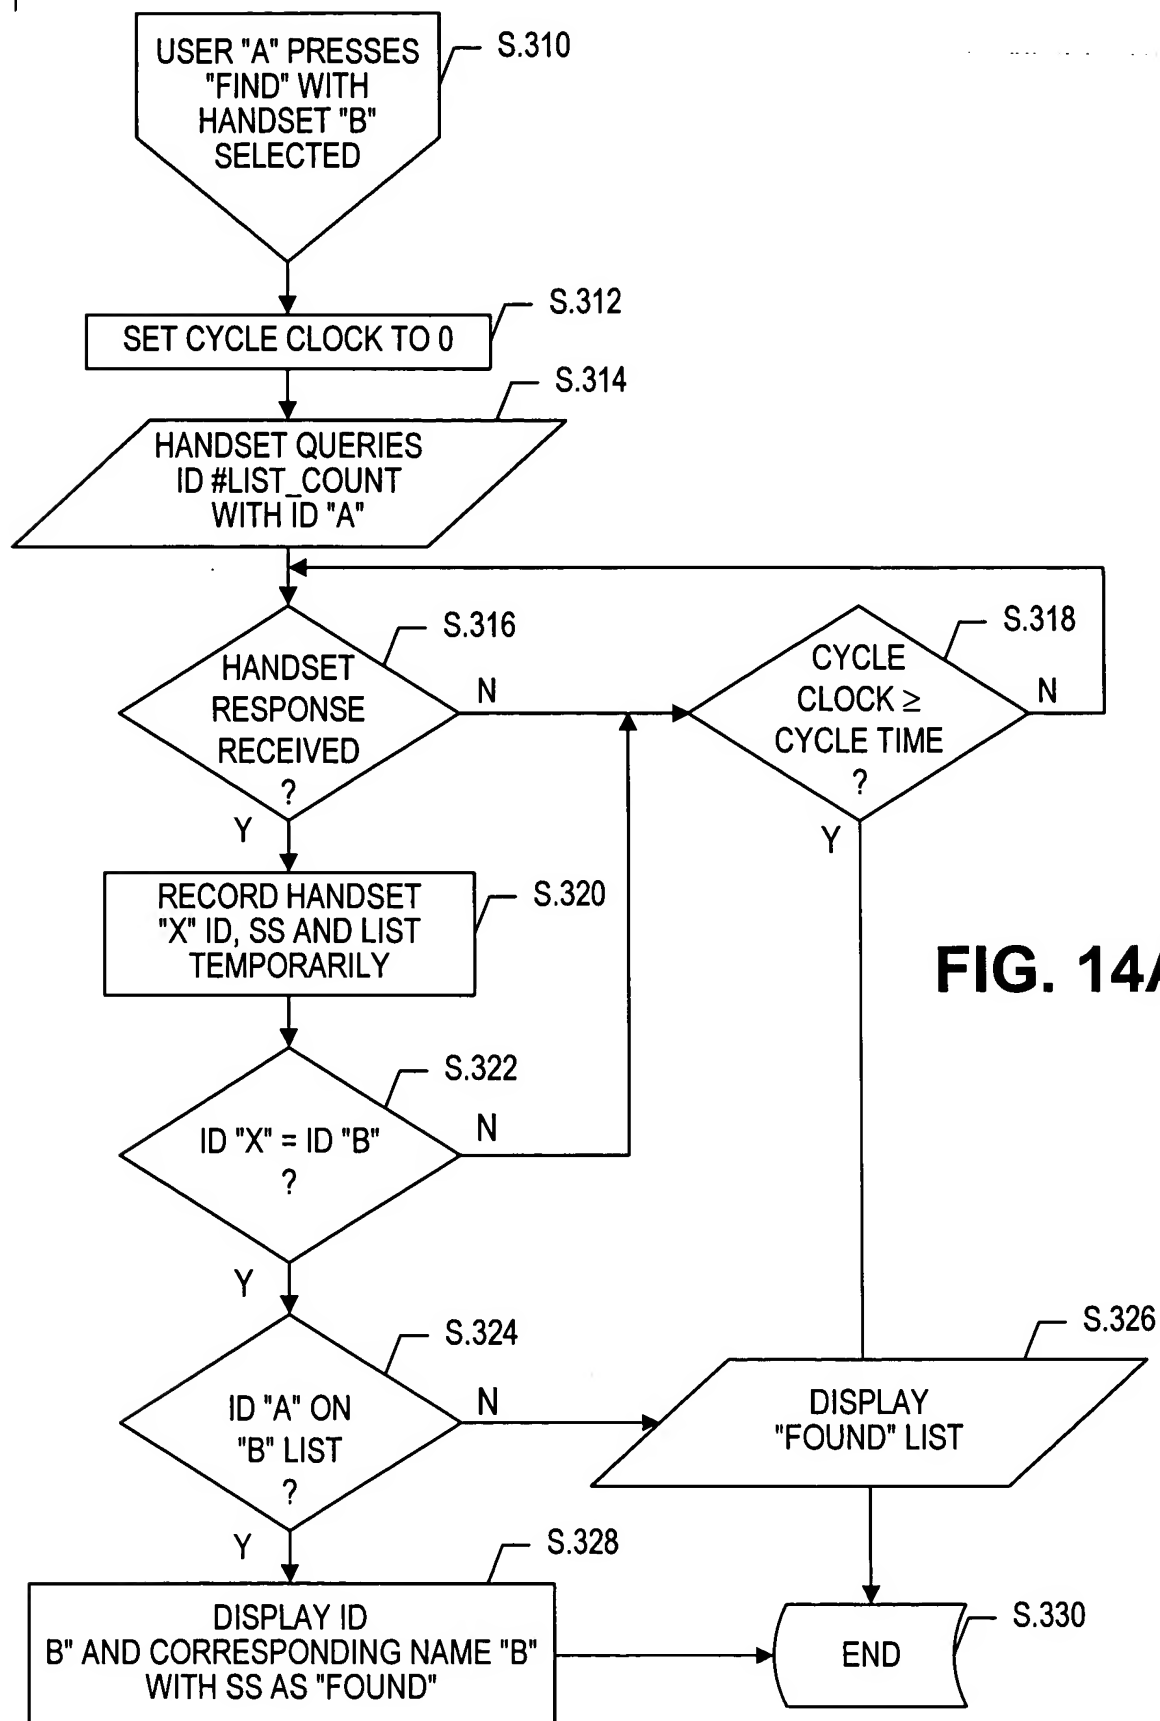 USER "A" PRESSES
"FIND" WITH
HANDSET "B"
SELECTED
S.310
SET CYCLE CLOCK TO 0
S.312
HANDSET QUERIES
ID #LIST_COUNT
WITH ID "A"
S.314
HANDSET
RESPONSE
RECEIVED
?
S.316
N
Y
CYCLE
CLOCK ≥
CYCLE TIME
?
S.318
N
Y
RECORD HANDSET
"X" ID, SS AND LIST
TEMPORARILY
S.320
FIG. 14A
ID "X" = ID "B"
?
S.322
N
Y
ID "A" ON
"B" LIST
?
S.324
N
Y
DISPLAY
"FOUND" LIST
S.326
DISPLAY ID
B" AND CORRESPONDING NAME "B"
WITH SS AS "FOUND"
S.328
END
S.330